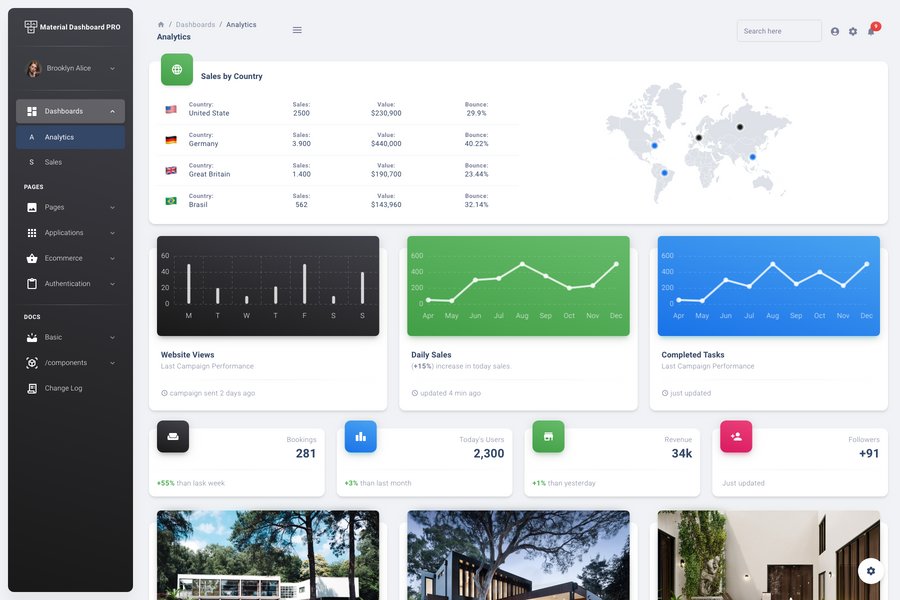 Material Dashboard PRO
Brooklyn Alice
Dashboards
A Analytics
S Sales
PAGES
Pages
Applications
Ecommerce
Authentication
DOCS
Basic
/components
Change Log
/ Dashboards / Analytics
Analytics
Search here
9
Sales by Country
Country: Sales: Value: Bounce:
United State 2500 $230,900 29.9%
Country: Sales: Value: Bounce:
Germany 3.900 $440,000 40.22%
Country: Sales: Value: Bounce:
Great Britain 1.400 $190,700 23.44%
Country: Sales: Value: Bounce:
Brasil 562 $143,960 32.14%
60
40
20
0
M T W T F S S
Website Views
Last Campaign Performance
campaign sent 2 days ago
600
400
200
0
Apr May Jun Jul Aug Sep Oct Nov Dec
Daily Sales
(+15%) increase in today sales.
updated 4 min ago
600
400
200
0
Apr May Jun Jul Aug Sep Oct Nov Dec
Completed Tasks
Last Campaign Performance
just updated
Bookings
281
+55% than lask week
Today's Users
2,300
+3% than last month
Revenue
34k
+1% than yesterday
Followers
+91
Just updated